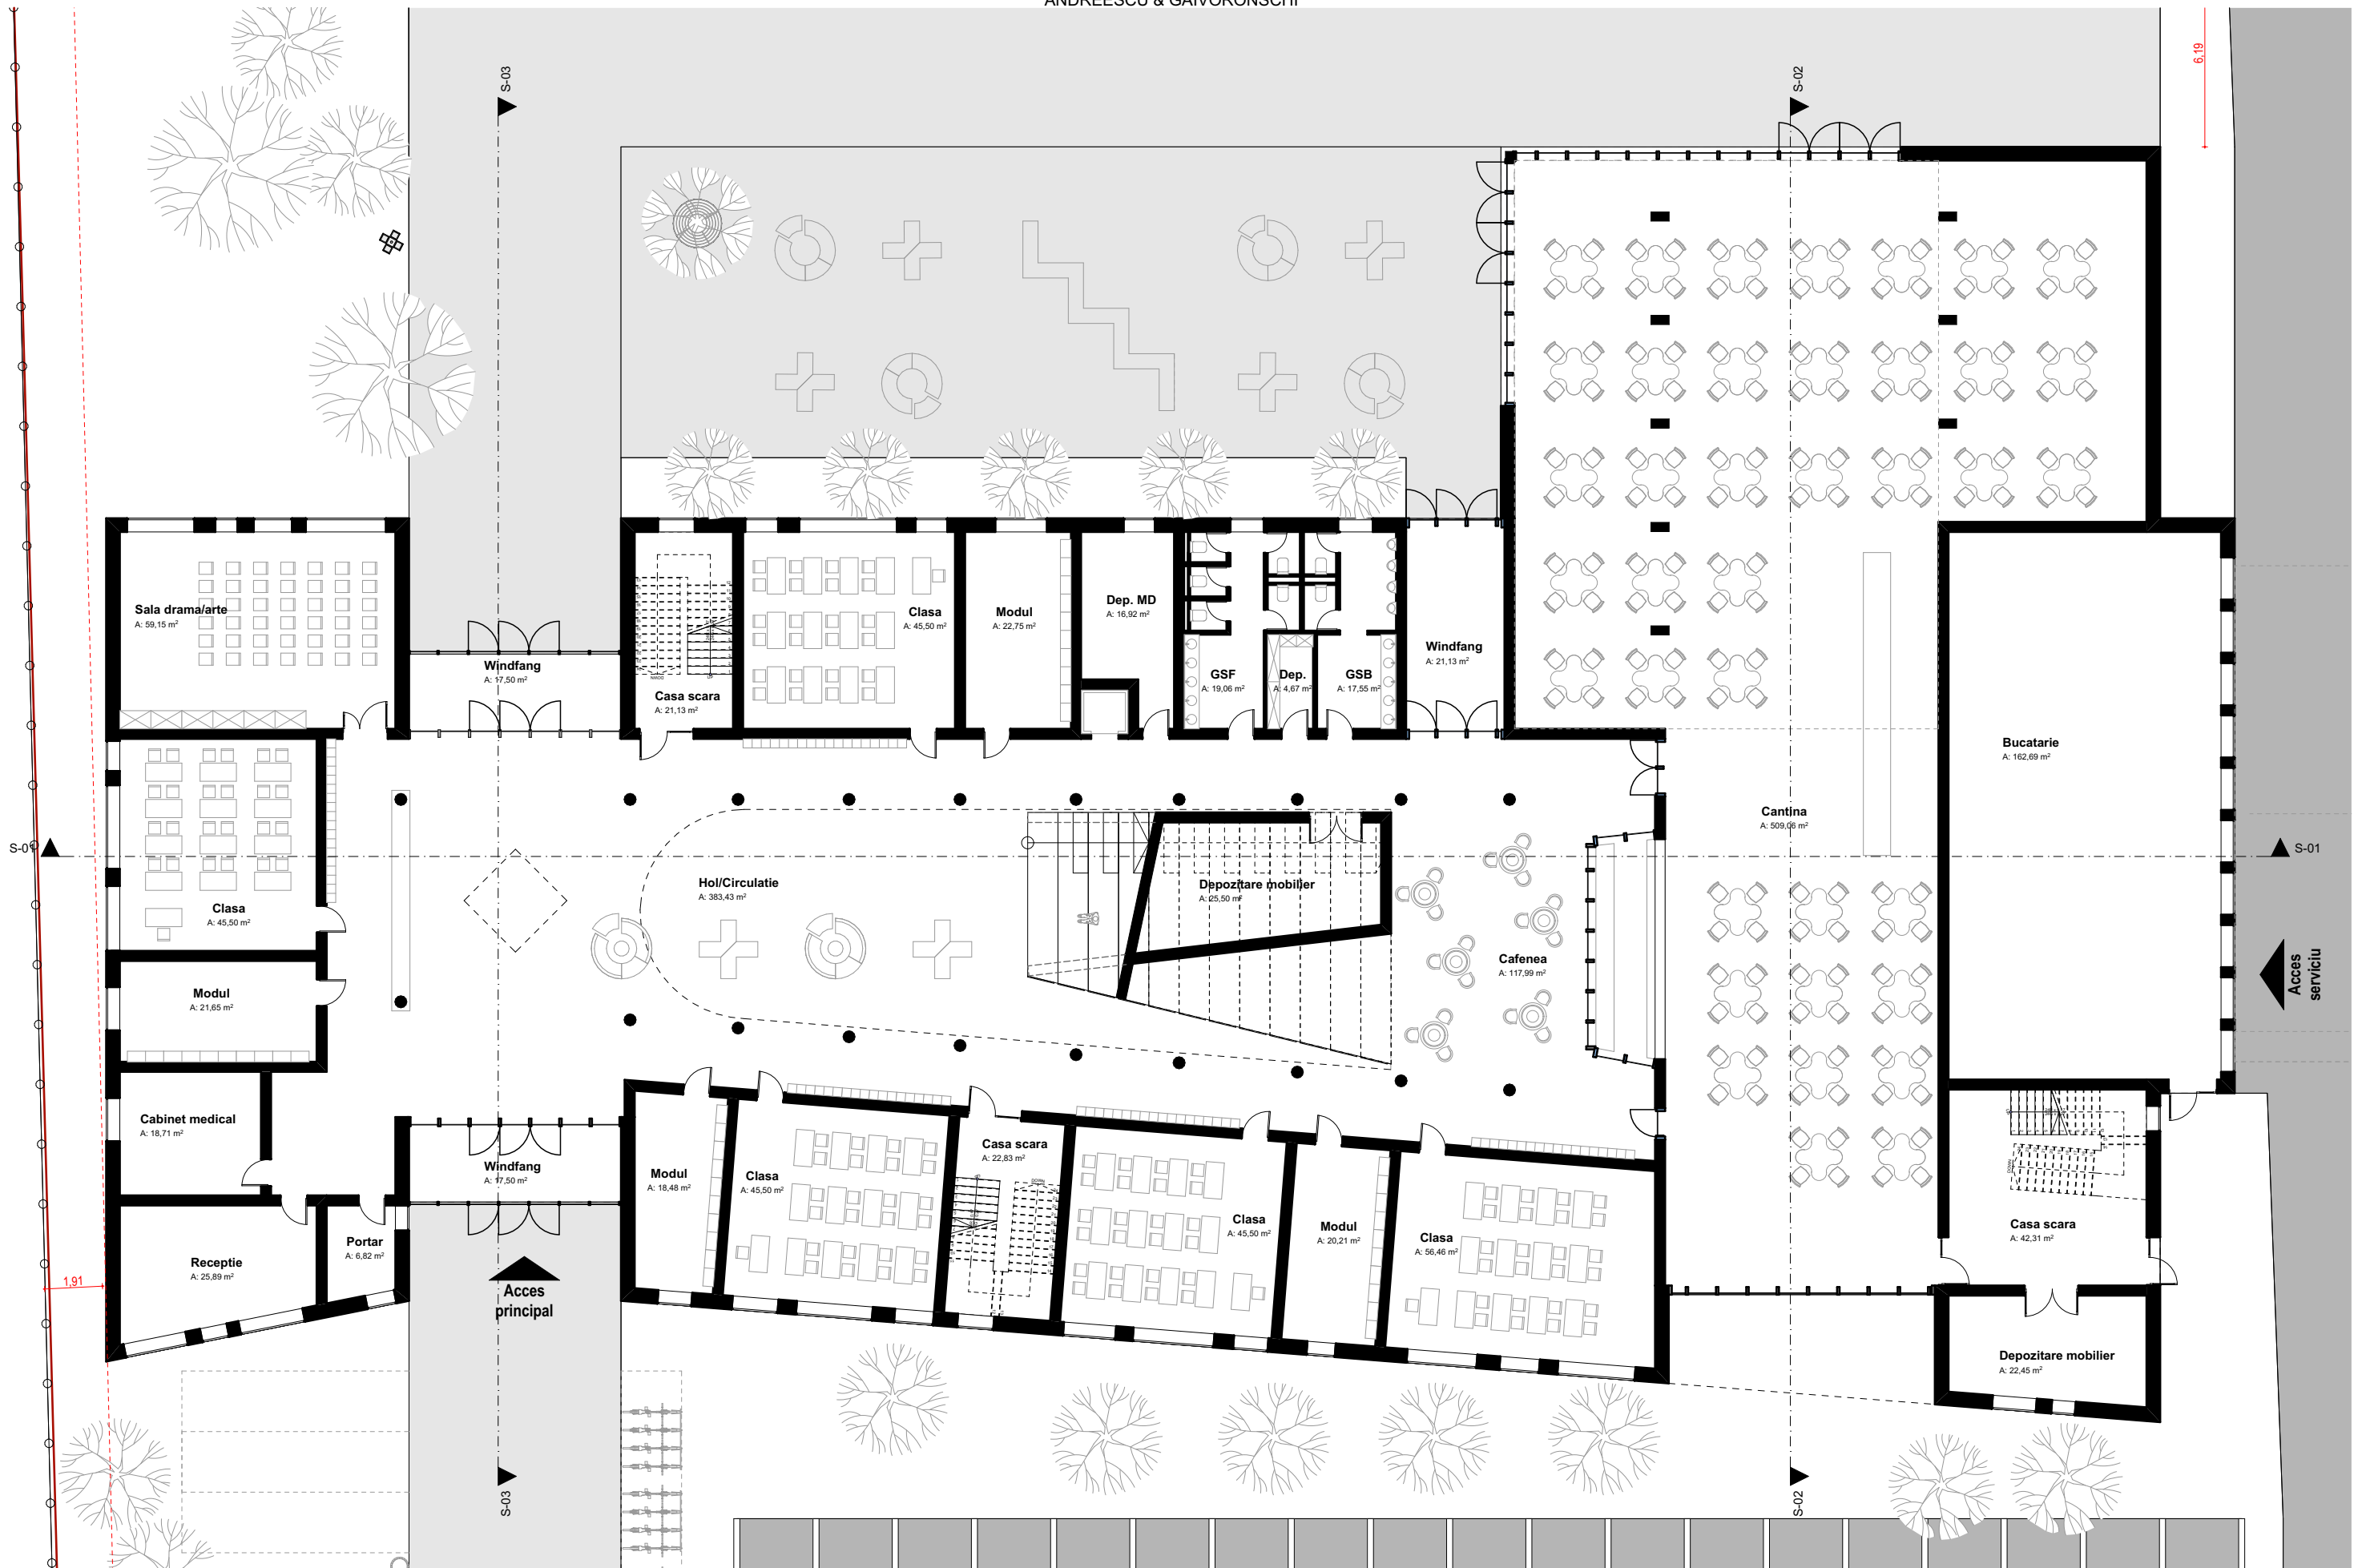 ANDREESCU & GAIVORONSCHI
S-03
S-02
6,19
Sala drama/arte
A: 59,15 m²
Windfang
A: 17,50 m²
Casa scara
A: 21,13 m²
Clasa
A: 45,50 m²
Modul
A: 22,75 m²
Dep. MD
A: 16,92 m²
GSF
A: 19,06 m²
Dep.
A: 4,67 m²
GSB
A: 17,55 m²
Windfang
A: 21,13 m²
Bucatarie
A: 162,69 m²
Cantina
A: 509,06 m²
S-01
S-01
Hol/Circulatie
A: 383,43 m²
Depozitare mobilier
A: 25,50 m²
Clasa
A: 45,50 m²
Cafenea
A: 117,99 m²
Acces
serviciu
Modul
A: 21,65 m²
Cabinet medical
A: 18,71 m²
Windfang
A: 17,50 m²
Modul
A: 18,48 m²
Clasa
A: 45,50 m²
Casa scara
A: 22,83 m²
DOWN
Clasa
A: 45,50 m²
Modul
A: 20,21 m²
Clasa
A: 56,46 m²
DOWN
Casa scara
A: 42,31 m²
Portar
A: 6,82 m²
Receptie
A: 25,89 m²
1,91
Acces
principal
Depozitare mobilier
A: 22,45 m²
S-03
S-02